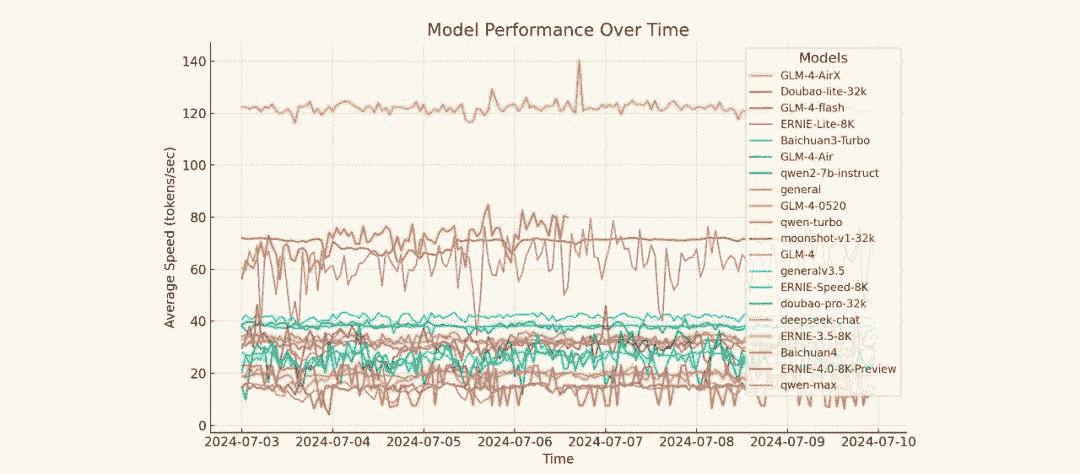 Model Performance Over Time
Average Speed (tokens/sec)
140
120
100
80
60
40
20
0
Models
GLM-4-AirX
Doubao-lite-32k
GLM-4-flash
ERNIE-Lite-8K
Baichuan3-Turbo
GLM-4-Air
qwen2-7b-instruct
general
GLM-4-0520
qwen-turbo
moonshot-v1-32k
GLM-4
generalv3.5
ERNIE-Speed-8K
doubao-pro-32k
deepseek-chat
ERNIE-3.5-8K
Baichuan4
ERNIE-4.0-8K-Preview
qwen-max
2024-07-03 2024-07-04 2024-07-05 2024-07-06 2024-07-07 2024-07-08 2024-07-09 2024-07-10
Time